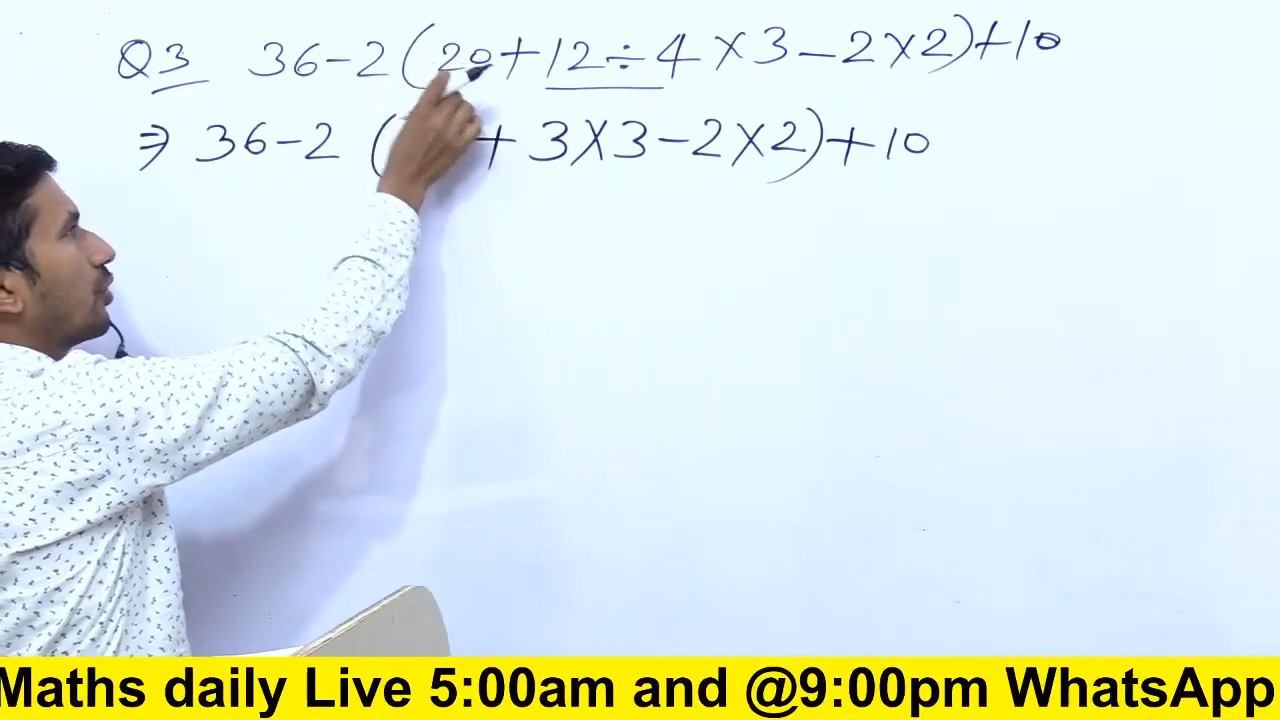 Q3 36-2(20+12÷4×3-2×2)+10
⇒ 36-2 ( + 3×3-2×2)+10
Maths daily Live 5:00am and @9:00pm WhatsApp